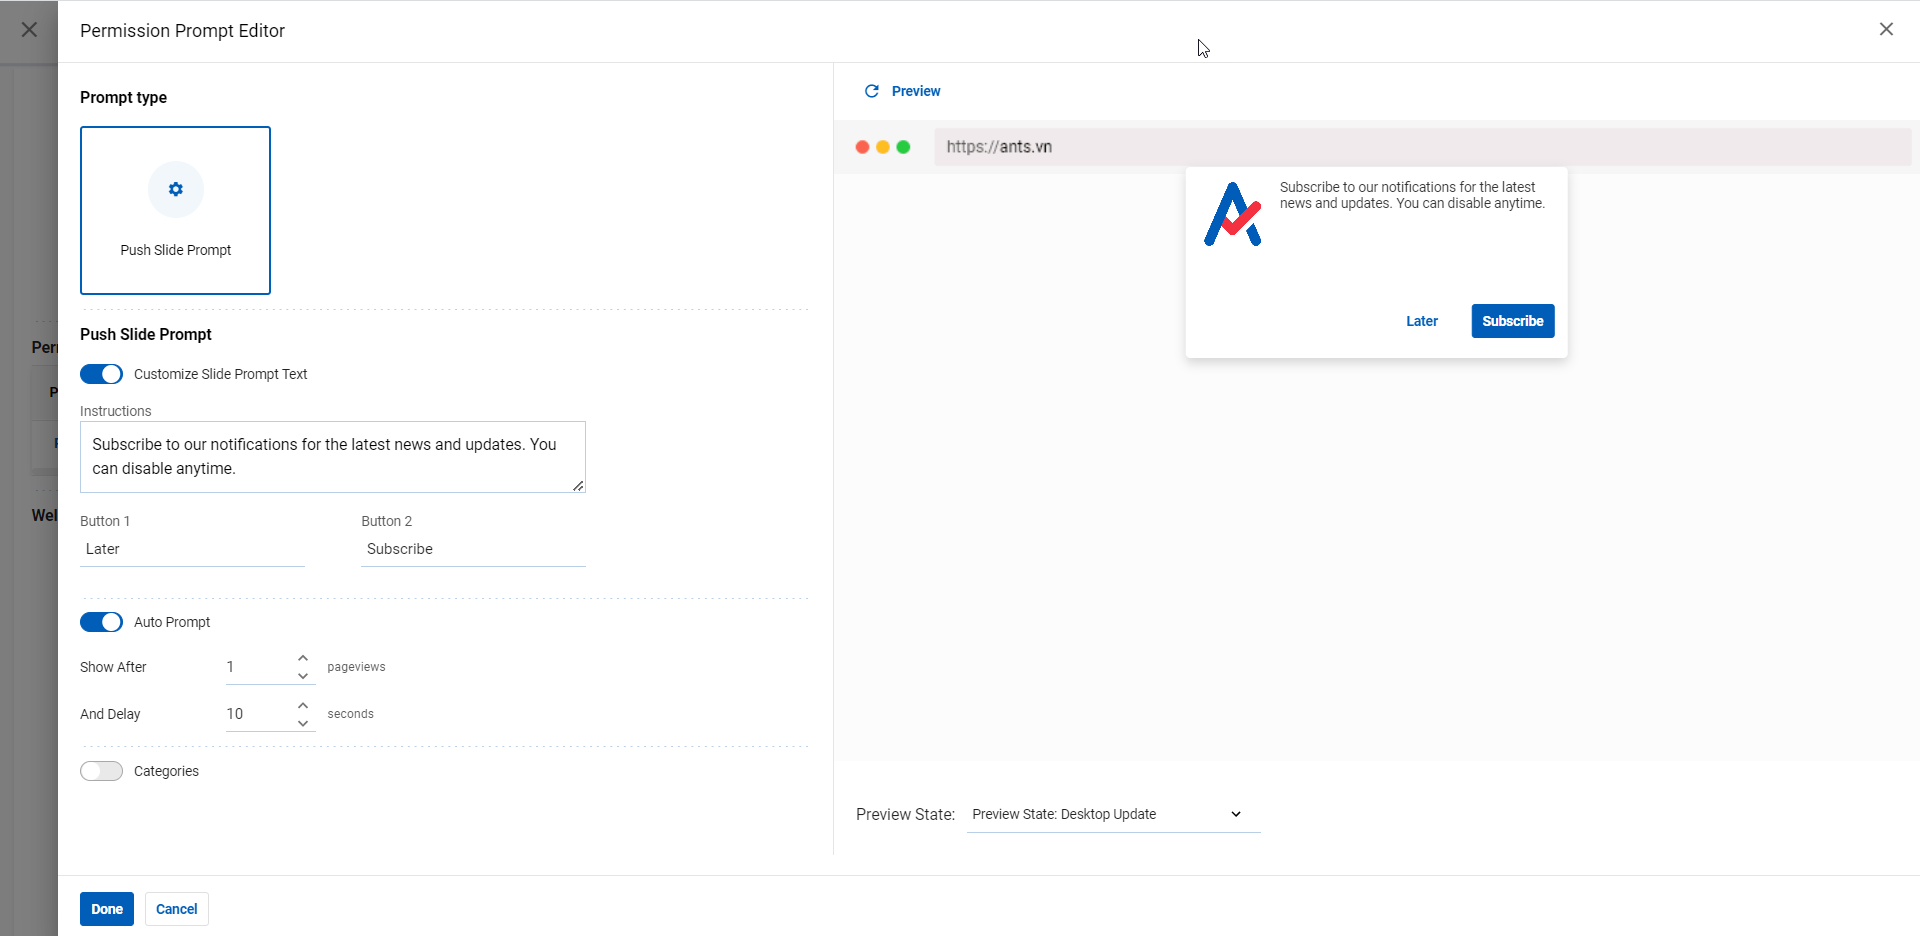 Permission Prompt Editor
Prompt type
Push Slide Prompt
Push Slide Prompt
Customize Slide Prompt Text
Instructions
Subscribe to our notifications for the latest news and updates. You
can disable anytime.
Button 1
Button 2
Later
Subscribe
Auto Prompt
Show After
1
pageviews
And Delay
10
seconds
Categories
Preview
https://ants.vn
Subscribe to our notifications for the latest
news and updates. You can disable anytime.
Later
Subscribe
Preview State:
Preview State: Desktop Update
Done
Cancel
Per
P
Wel